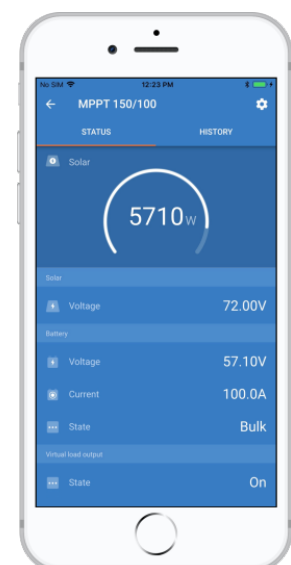 No SIM 12:23 PM
MPPT 150/100
STATUS HISTORY
Solar
5710W
Solar
Voltage 72.00V
Battery
Voltage 57.10V
Current 100.0A
State Bulk
Virtual load output
State On